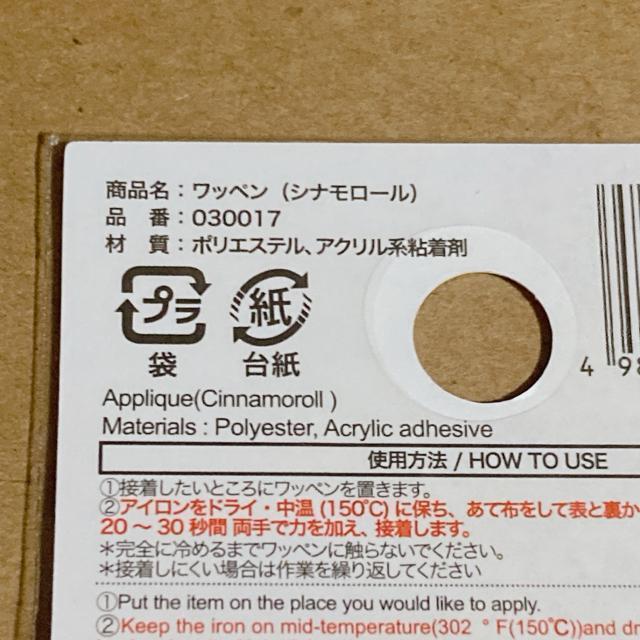 商品名：ワッペン（シナモロール）
品　番：030017
材　質：ポリエステル、アクリル系粘着剤
プラ 紙
袋 台紙
4 98
Applique(Cinnamoroll )
Materials : Polyester, Acrylic adhesive
使用方法 / HOW TO USE
①接着したいところにワッペンを置きます。
②アイロンをドライ・中温 (150℃) に保ち、あて布をして表と裏か
20 ～ 30 秒間 両手で力を加え、接着します。
＊完全に冷めるまでワッペンに触らないでください。
＊接着しにくい場合は作業を繰り返してください
①Put the item on the place you would like to apply.
②Keep the iron on mid-temperature(302 ° F(150℃))and d